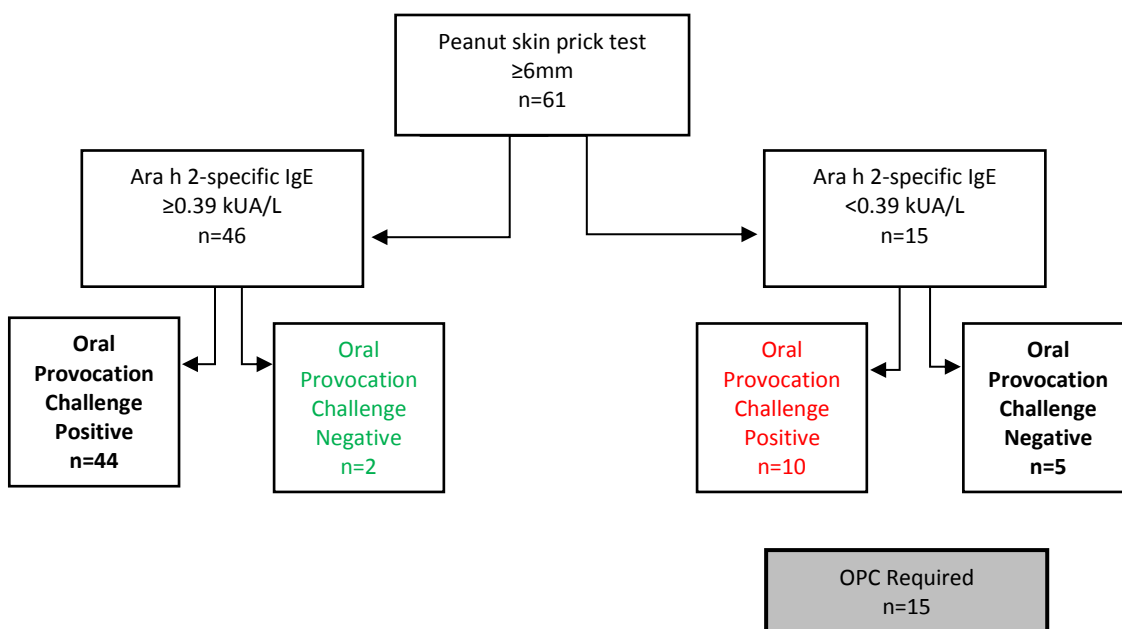 Peanut skin prick test
≥6mm
n=61
Ara h 2-specific IgE
≥0.39 kUA/L
n=46
Ara h 2-specific IgE
<0.39 kUA/L
n=15
Oral
Provocation
Challenge
Positive
n=44
Oral
Provocation
Challenge
Negative
n=2
Oral
Provocation
Challenge
Positive
n=10
Oral
Provocation
Challenge
Negative
n=5
OPC Required
n=15